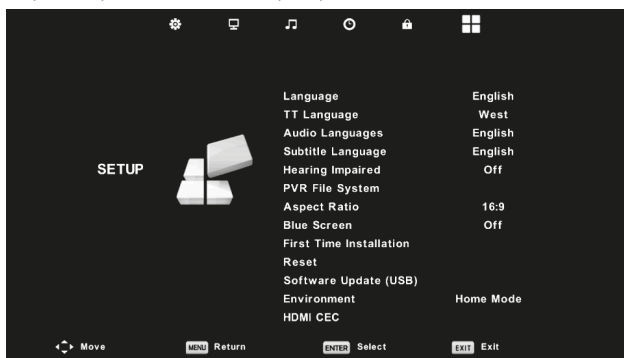 Language English
TT Language West
Audio Languages English
Subtitle Language English
SETUP Hearing Impaired Off
PVR File System
Aspect Ratio 16:9
Blue Screen Off
First Time Installation
Reset
Software Update (USB)
Environment Home Mode
HDMI CEC
Move MENU Return ENTER Select EXIT Exit